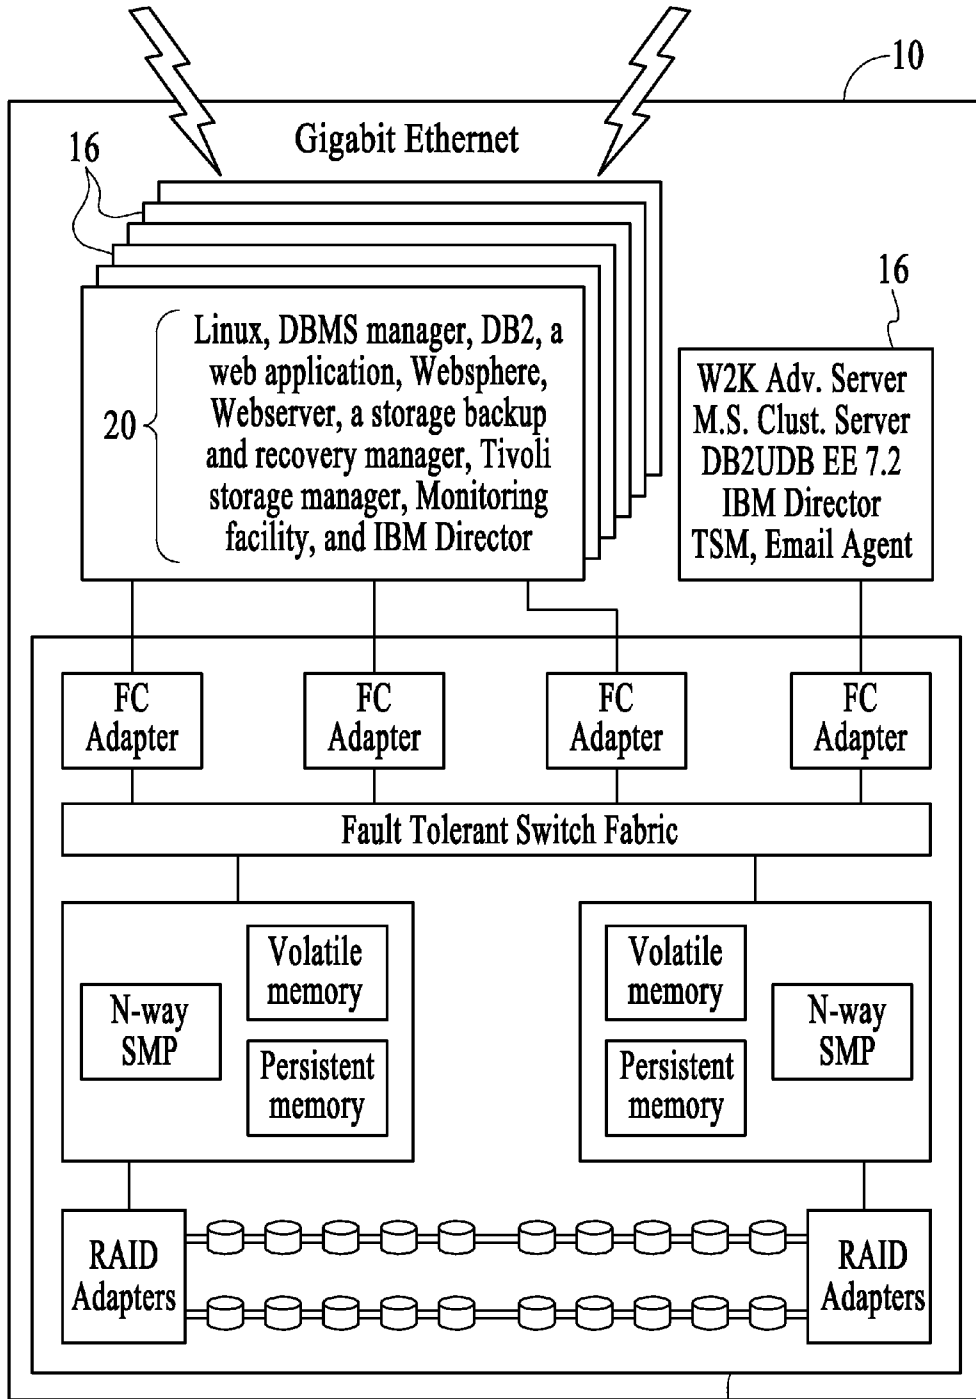 10
Gigabit Ethernet
16
16
20
Linux, DBMS manager, DB2, a
web application, Websphere,
Webserver, a storage backup
and recovery manager, Tivoli
storage manager, Monitoring
facility, and IBM Director
W2K Adv. Server
M.S. Clust. Server
DB2UDB EE 7.2
IBM Director
TSM, Email Agent
FC
Adapter
FC
Adapter
FC
Adapter
FC
Adapter
Fault Tolerant Switch Fabric
N-way
SMP
Volatile
memory
Persistent
memory
Volatile
memory
Persistent
memory
N-way
SMP
RAID
Adapters
RAID
Adapters